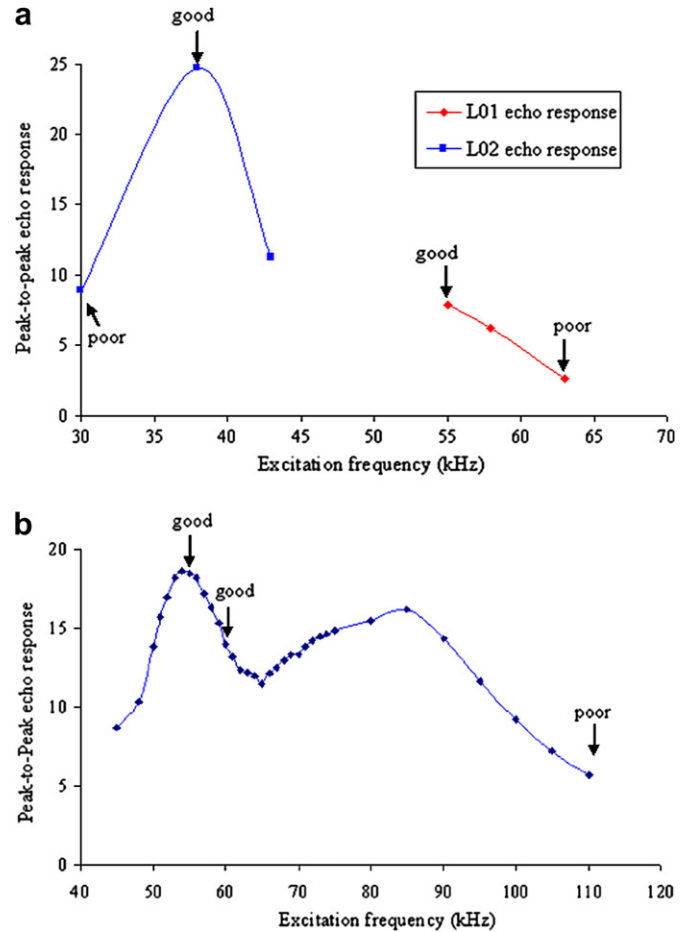 a
good
25
20
15
10
5
0
Peak-to-peak echo response
L01 echo response
L02 echo response
good
poor
poor
30 35 40 45 50 55 60 65 70
Excitation frequency (kHz)
b
good
good
poor
20
15
10
5
0
Peak-to-Peak echo response
40 50 60 70 80 90 100 110 120
Excitation frequency (kHz)